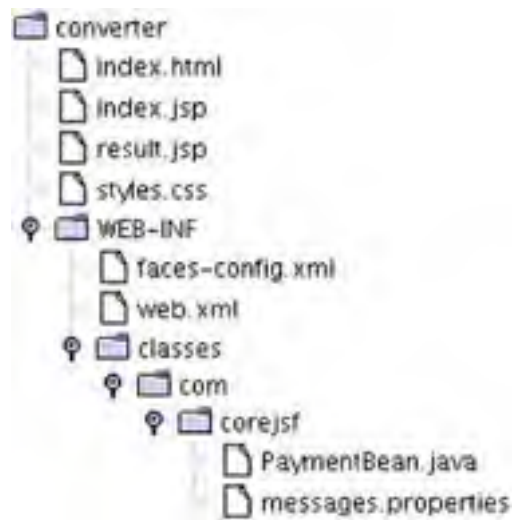 converter
index.html
index.jsp
result.jsp
styles.css
WEB-INF
faces-config.xml
web.xml
classes
com
corejsf
PaymentBean.java
messages.properties